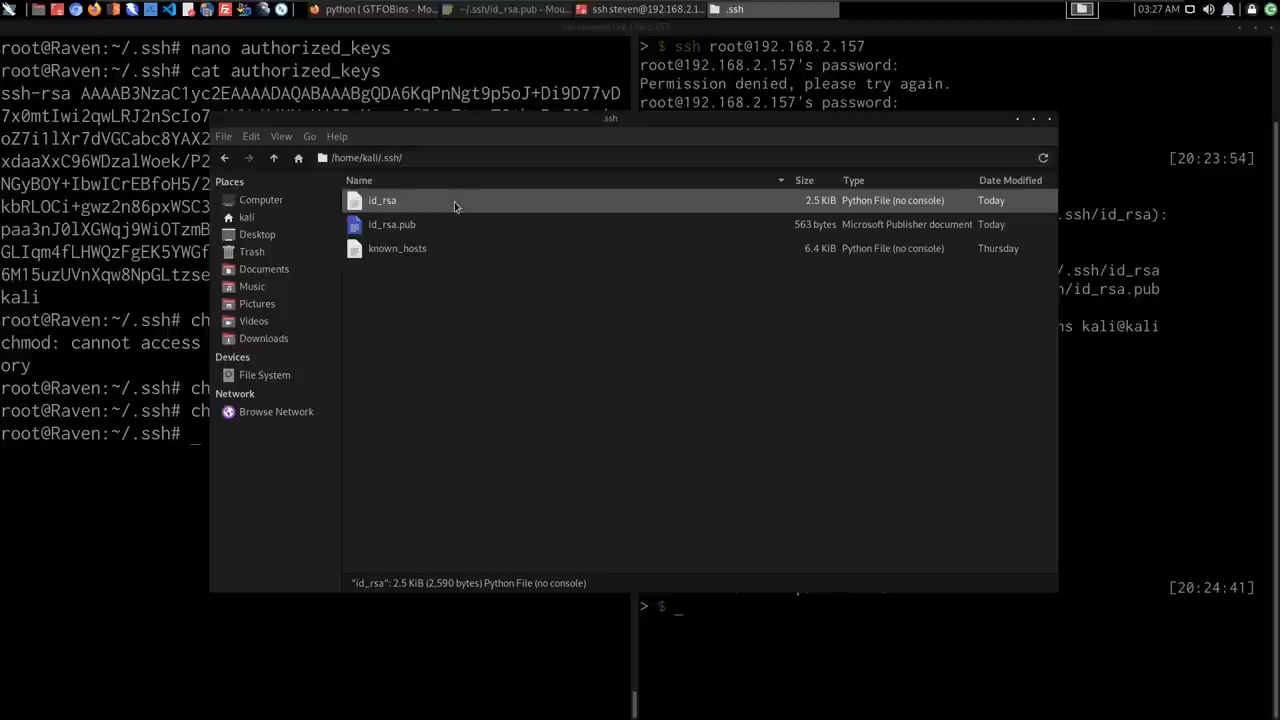 python | GTFOBins - Mo...
~/.ssh/id_rsa.pub - Mou...
ssh steven@192.168.2.1...
.ssh
03:27 AM
root@Raven:~/.ssh# nano authorized_keys
root@Raven:~/.ssh# cat authorized_keys
ssh-rsa AAAAB3NzaC1yc2EAAAADAQABAAABgQDA6KqPnNgt9p5oJ+Di9D77vD
7x0mtIwi2qwLRJ2nScIo7
oZ7i1lXr7dVGCabc8YAX2
xdaaXxC96WDzalWoek/P2
NGyBOY+IbwICrEBfoH5/2
kbRLOCi+gwz2n86pxWSC3
paa3nJ0lXGWqj9WiOTzmB
GLIqm4fLHWQzFgEK5YWGf
6M15uzUVnXqw8NpGLtzse
kali
root@Raven:~/.ssh# ch
chmod: cannot access
ory
root@Raven:~/.ssh# ch
root@Raven:~/.ssh# ch
root@Raven:~/.ssh# _
> $ ssh root@192.168.2.157
root@192.168.2.157's password:
Permission denied, please try again.
root@192.168.2.157's password:
[20:23:54]
.ssh/id_rsa):
/.ssh/id_rsa
h/id_rsa.pub
ns kali@kali
[20:24:41]
> $ _
.ssh
File Edit View Go Help
/home/kali/.ssh/
Places
Computer
kali
Desktop
Trash
Documents
Music
Pictures
Videos
Downloads
Devices
File System
Network
Browse Network
Name Size Type Date Modified
id_rsa 2.5 KiB Python File (no console) Today
id_rsa.pub 563 bytes Microsoft Publisher document Today
known_hosts 6.4 KiB Python File (no console) Thursday
"id_rsa": 2.5 KiB (2,590 bytes) Python File (no console)